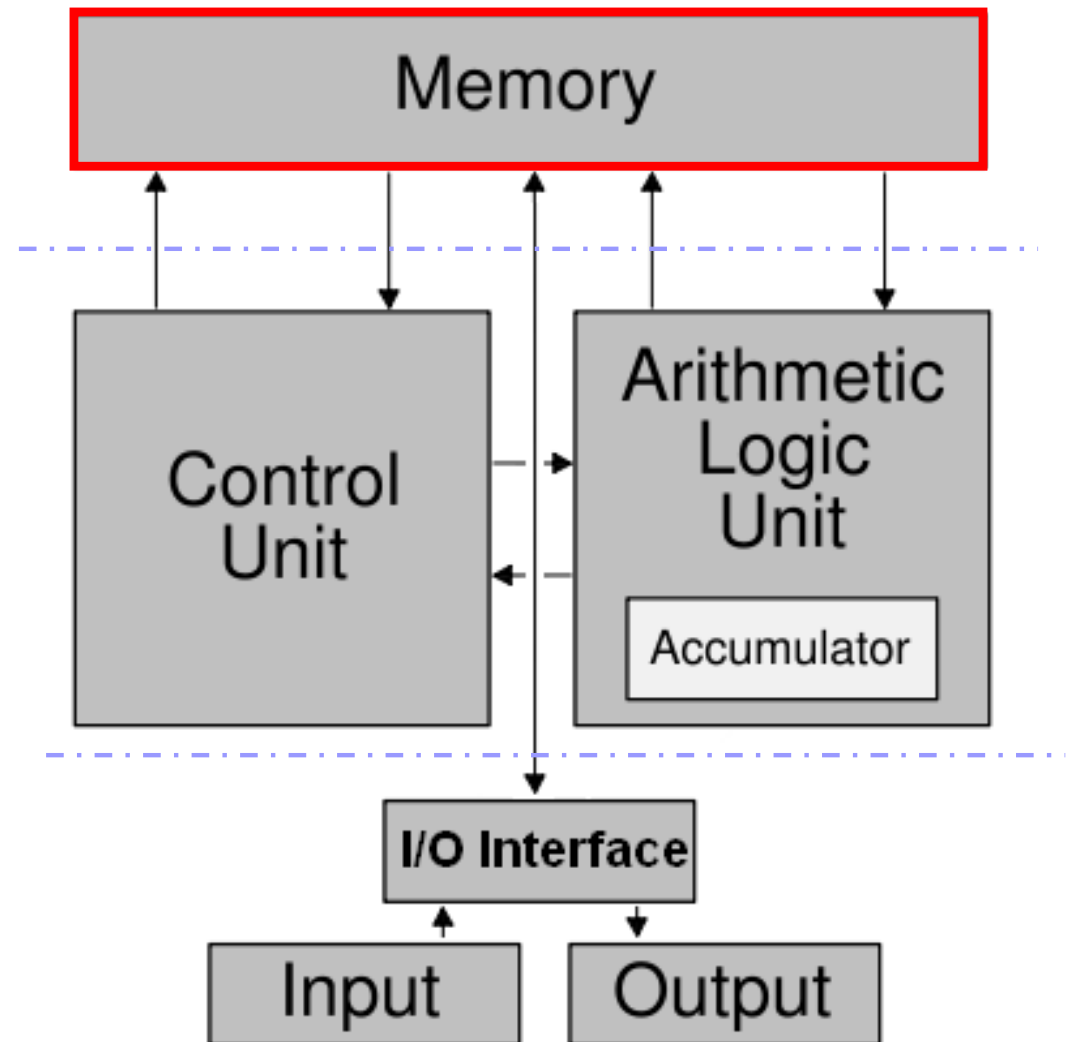 Memory
Control
Unit
Arithmetic
Logic
Unit
Accumulator
I/O Interface
Input
Output